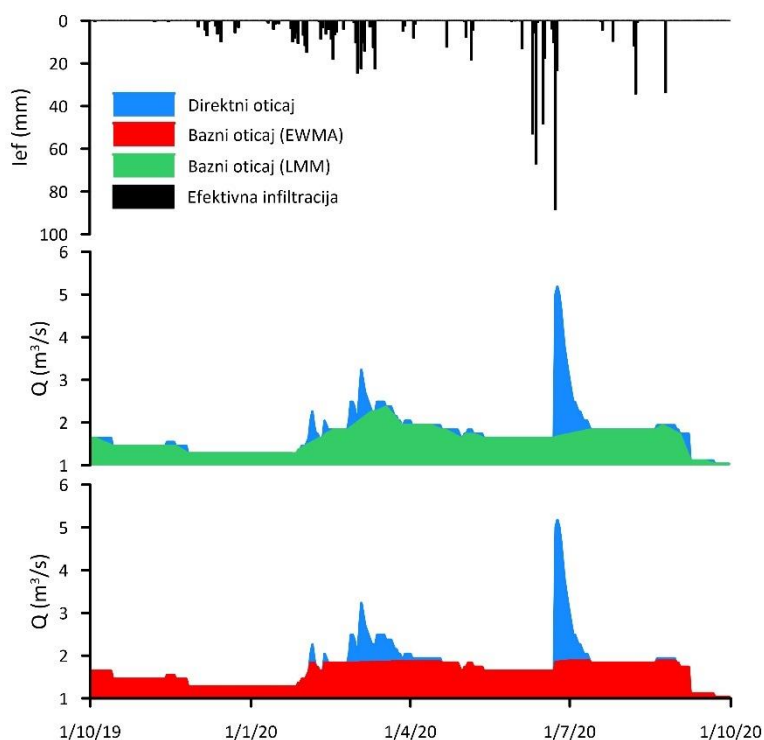 0
20
40
60
80
100
Ief (mm)
Direktni oticaj
Bazni oticaj (EWMA)
Bazni oticaj (LMM)
Efektivna infiltracija
6
5
4
3
2
1
Q (m³/s)
6
5
4
3
2
1
Q (m³/s)
1/10/19 1/1/20 1/4/20 1/7/20 1/10/20